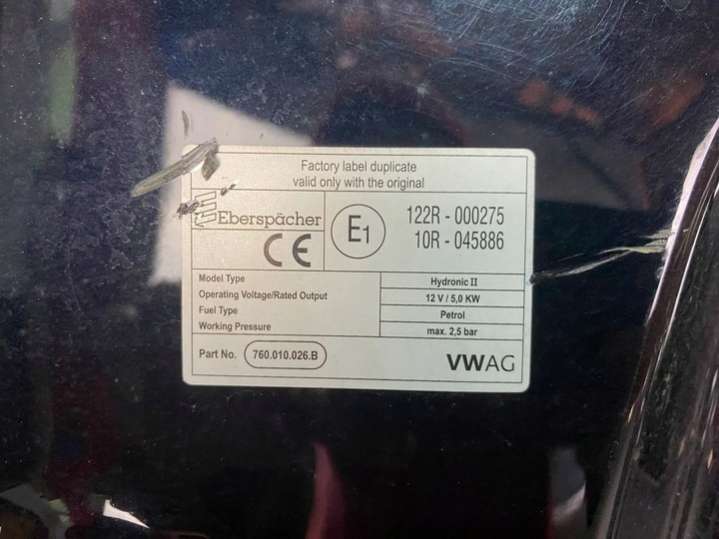 Factory label duplicate
valid only with the original
Eberspächer
CE
E1
122R - 000275
10R - 045886
Model Type Hydronic II
Operating Voltage/Rated Output 12 V / 5,0 KW
Fuel Type Petrol
Working Pressure max. 2,5 bar
Part No. 760.010.026.B
VWAG